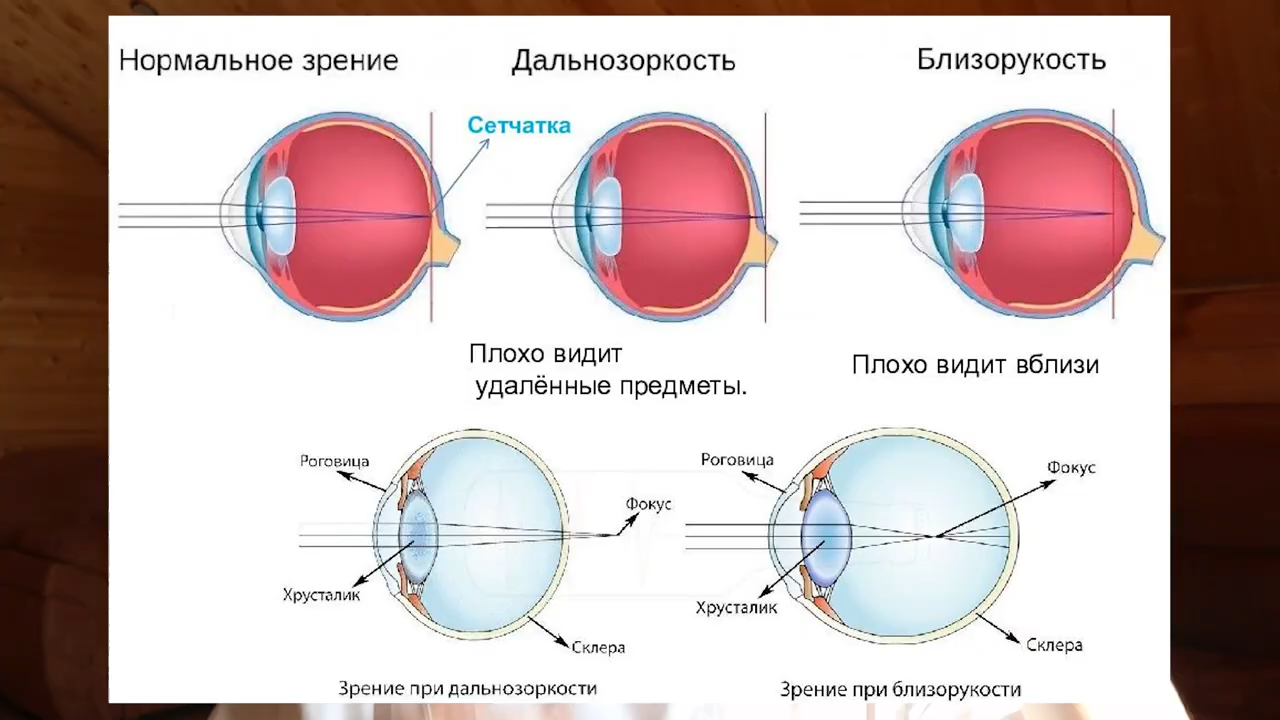 Нормальное зрение
Дальнозоркость
Близорукость
Сетчатка
Плохо видит
удалённые предметы.
Плохо видит вблизи
Роговица
Фокус
Хрусталик
Склера
Зрение при дальнозоркости
Роговица
Фокус
Хрусталик
Склера
Зрение при близорукости